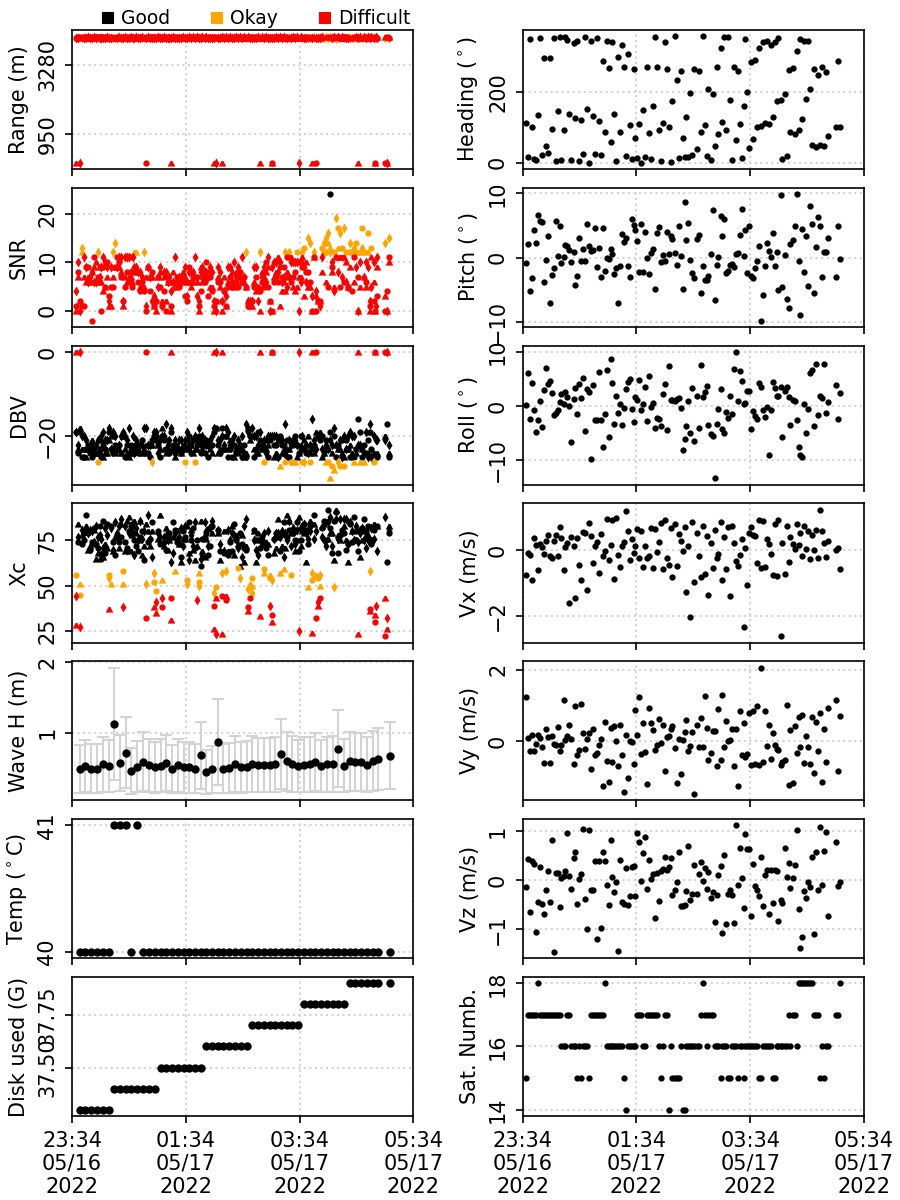 Good Okay Difficult
Range (m)
3280
950
Heading (°)
200
0
SNR
20
10
0
Pitch (°)
10
0
−10
DBV
0
−20
Roll (°)
10
0
−10
Xc
75
50
25
Vx (m/s)
0
−2
Wave H (m)
2
1
Vy (m/s)
2
0
Temp (°C)
41
40
Vz (m/s)
1
0
−1
Disk used (G)
37.75
37.50
Sat. Numb.
18
16
14
23:34 01:34 03:34 05:34
05/16 05/17 05/17 05/17
2022 2022 2022 2022
23:34 01:34 03:34 05:34
05/16 05/17 05/17 05/17
2022 2022 2022 2022